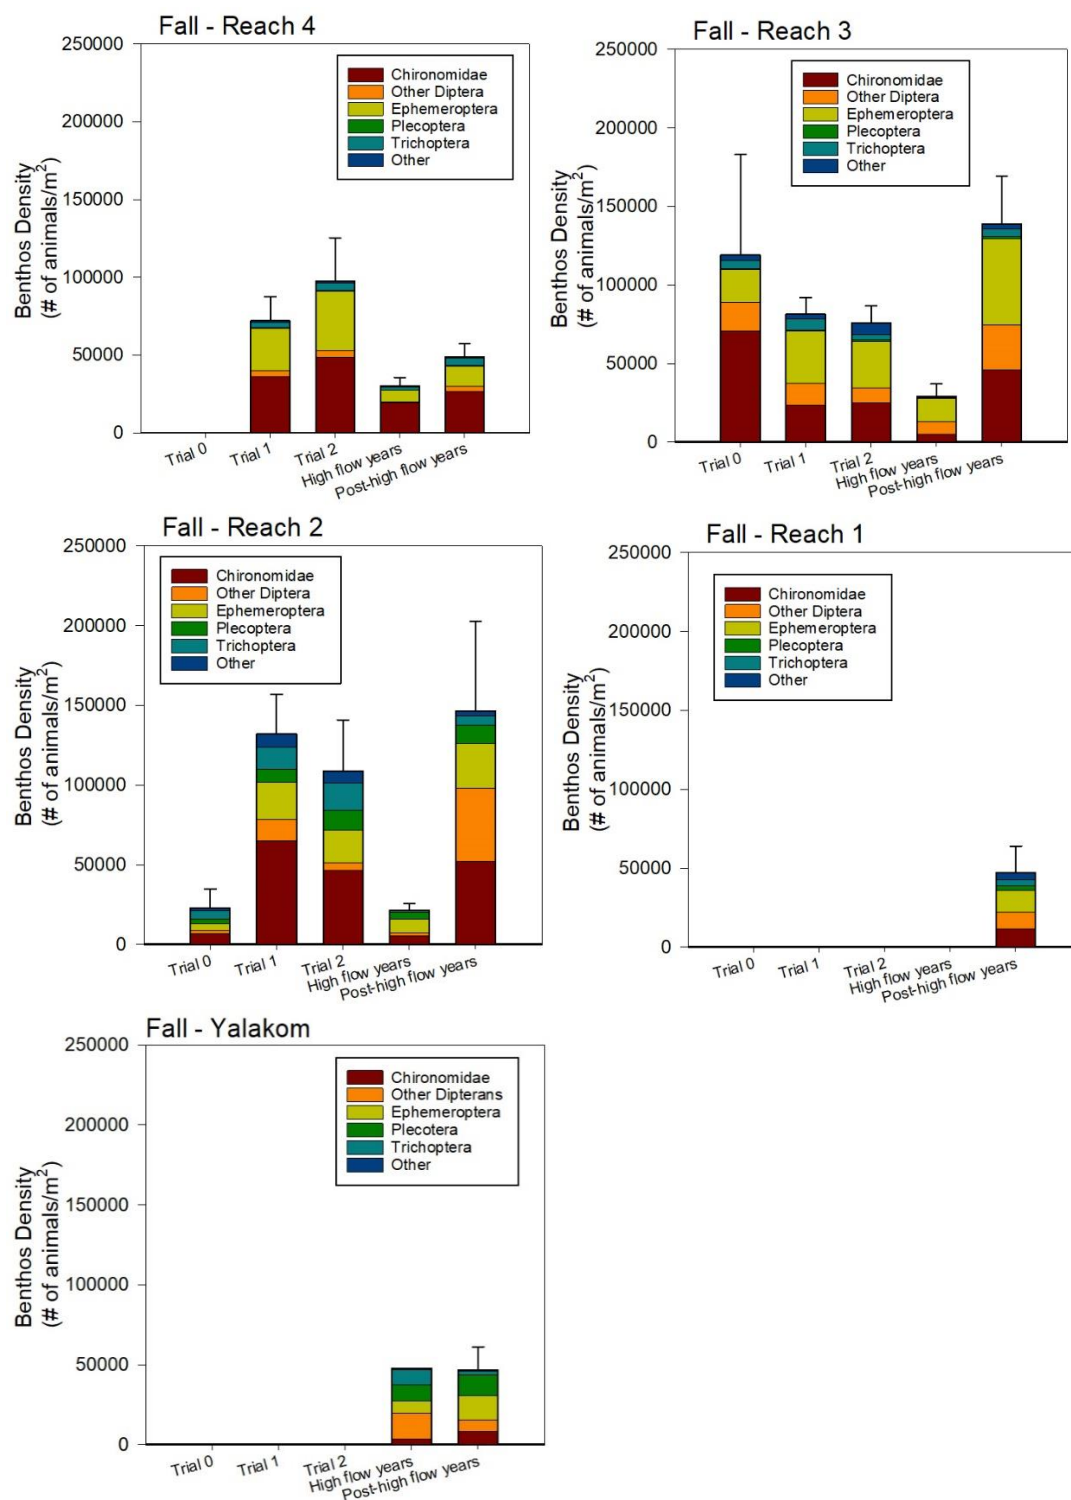 Fall - Reach 4
250000
200000
150000
100000
50000
0
Benthos Density
(# of animals/m²)
Chironomidae
Other Diptera
Ephemeroptera
Plecoptera
Trichoptera
Other
Trial 0
Trial 1
Trial 2
High flow years
Post-high flow years
Fall - Reach 3
250000
200000
150000
100000
50000
0
Benthos Density
(# of animals/m²)
Chironomidae
Other Diptera
Ephemeroptera
Plecoptera
Trichoptera
Other
Trial 0
Trial 1
Trial 2
High flow years
Post-high flow years
Fall - Reach 2
250000
200000
150000
100000
50000
0
Benthos Density
(# of animals/m²)
Chironomidae
Other Diptera
Ephemeroptera
Plecoptera
Trichoptera
Other
Trial 0
Trial 1
Trial 2
High flow years
Post-high flow years
Fall - Reach 1
250000
200000
150000
100000
50000
0
Benthos Density
(# of animals/m²)
Chironomidae
Other Diptera
Ephemeroptera
Plecoptera
Trichoptera
Other
Trial 0
Trial 1
Trial 2
High flow years
Post-high flow years
Fall - Yalakom
250000
200000
150000
100000
50000
0
Benthos Density
(# of animals/m²)
Chironomidae
Other Dipterans
Ephemeroptera
Plecotera
Trichoptera
Other
Trial 0
Trial 1
Trial 2
High flow years
Post-high flow years